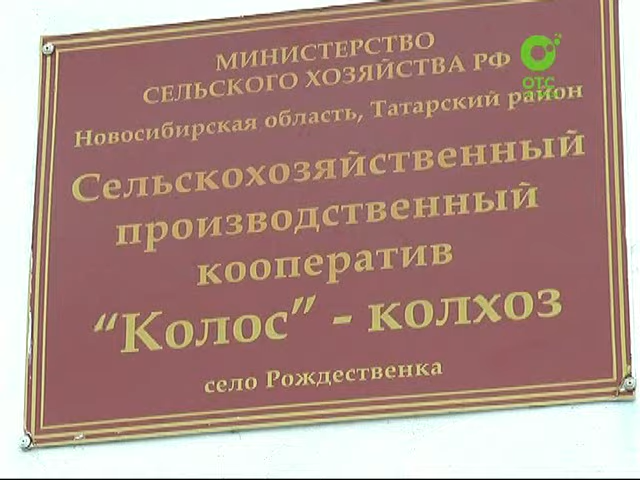 МИНИСТЕРСТВО
СЕЛЬСКОГО ХОЗЯЙСТВА РФ
ОТС
Новосибирская область, Татарский район
Сельскохозяйственный
производственный
кооператив
“Колос” - колхоз
село Рождественка